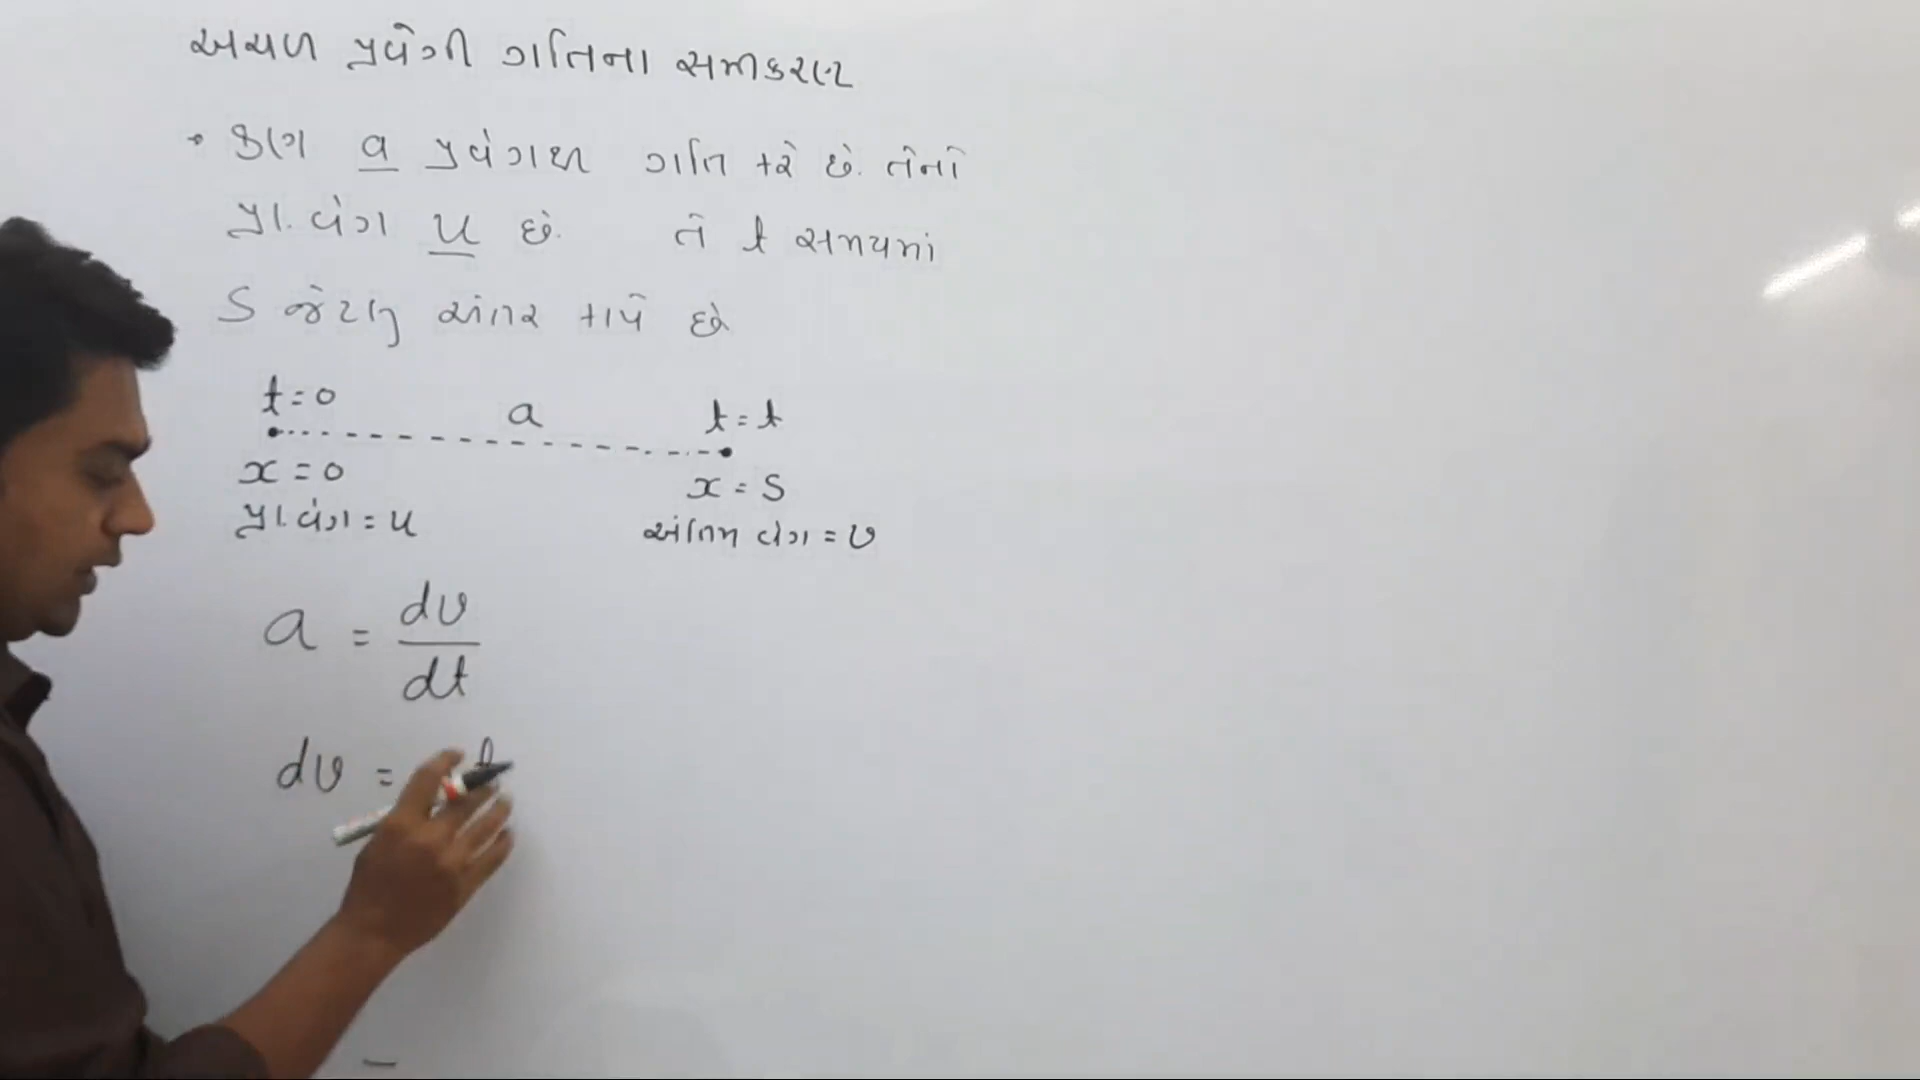 અચળ પ્રવેગી ગતિના સમીકરણ
• કણ a પ્રવેગથી ગતિ કરે છે. તેનો
પ્રા. વેગ u છે. તે t સમયમાં
S જેટલુ અંતર કાપે છે
t = 0 a t = t
x = 0 x = S
પ્રા. વેગ = u અંતિમ વેગ = v
a = dv
dt
dv =